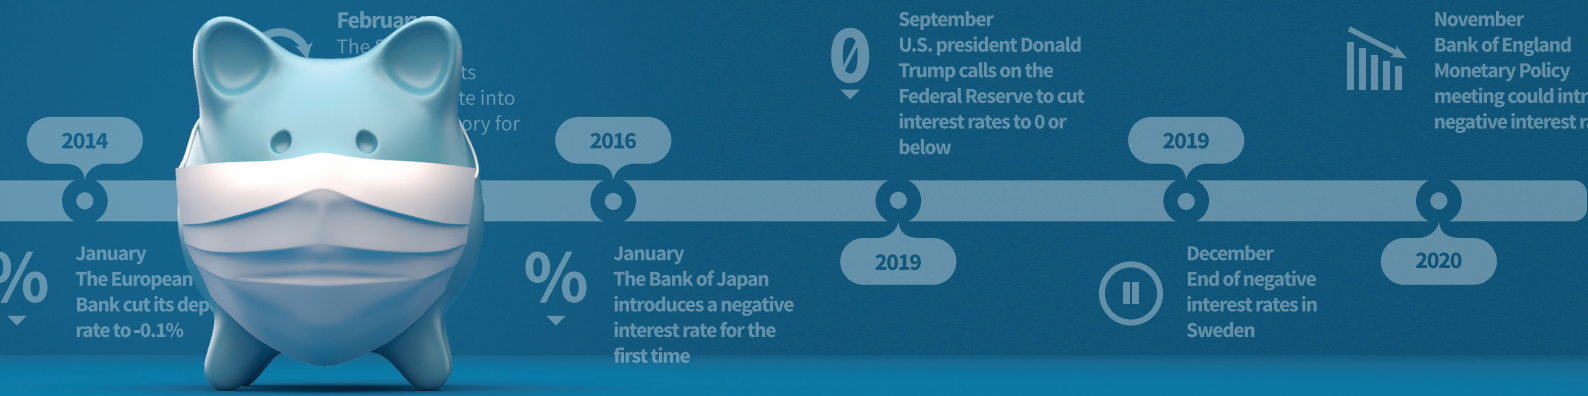 February
The
ts
te into
ory for
September
U.S. president Donald
Trump calls on the
Federal Reserve to cut
interest rates to 0 or
below
November
Bank of England
Monetary Policy
meeting could intr
negative interest r
0
2014
2016
2019
%
January
The European
Bank cut its dep
rate to -0.1%
%
January
The Bank of Japan
introduces a negative
interest rate for the
first time
2019
December
End of negative
interest rates in
Sweden
2020